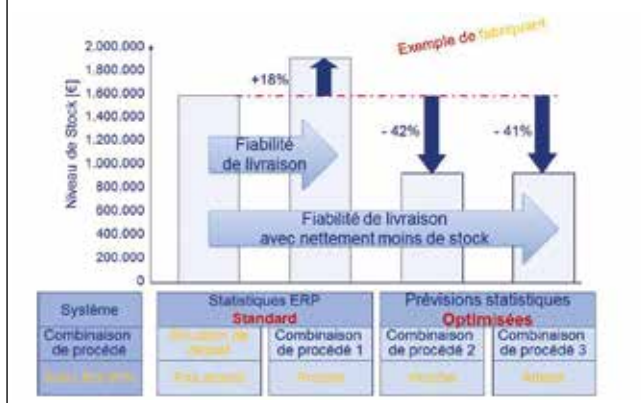 Exemple de fabriquant
Niveau de Stock [€]
2.000.000
1.800.000
1.600.000
1.400.000
1.200.000
1.000.000
800.000
600.000
400.000
200.000
0
+18%
- 42%
- 41%
Fiabilité
de livraison
Fiabilité de livraison
avec nettement moins de stock
Système
Statistiques ERP
Standard
Prévisions statistiques
Optimisées
Combinaison
de procédé
Combinaison
de procédé 1
Combinaison
de procédé 2
Combinaison
de procédé 3